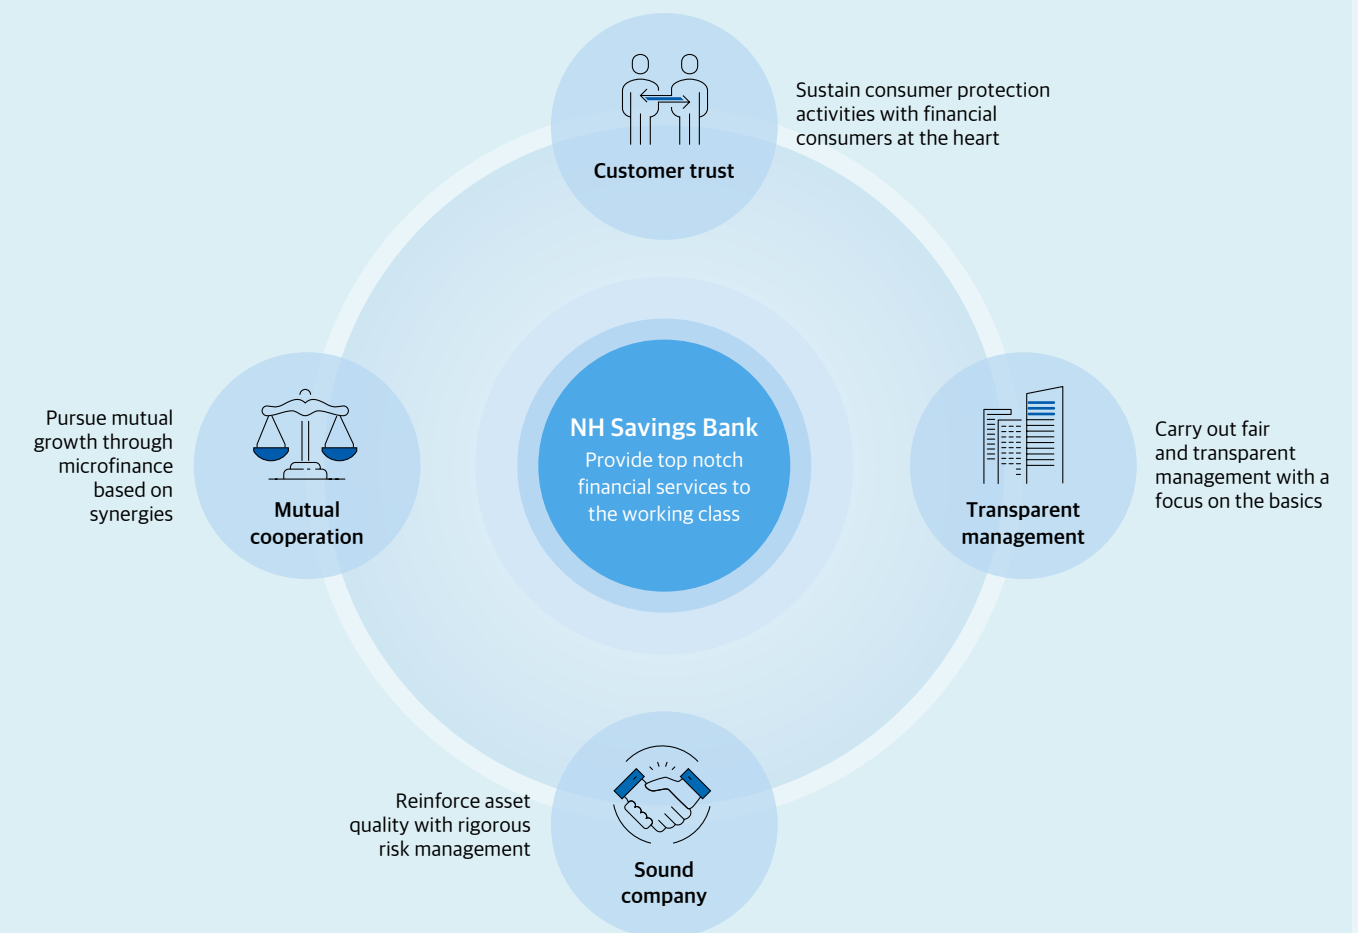 Customer trust
Sustain consumer protection
activities with financial
consumers at the heart
Pursue mutual
growth through
microfinance
based on
synergies
Mutual
cooperation
NH Savings Bank
Provide top notch
financial services to
the working class
Transparent
management
Carry out fair
and transparent
management with a
focus on the basics
Reinforce asset
quality with rigorous
risk management
Sound
company